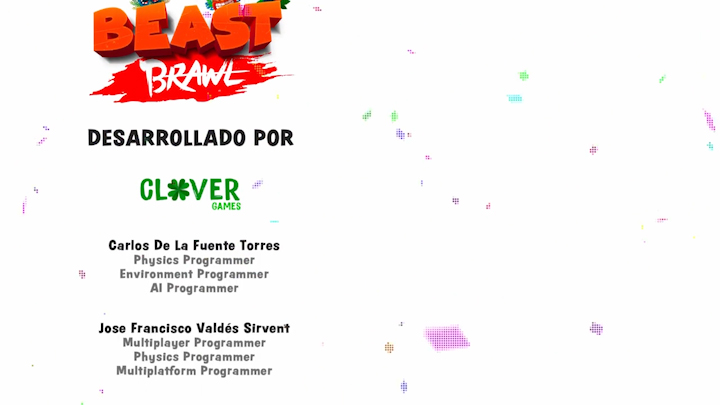 BEAST
BRAWL
DESARROLLADO POR
CLOVER
GAMES
Carlos De La Fuente Torres
Physics Programmer
Environment Programmer
AI Programmer
Jose Francisco Valdés Sirvent
Multiplayer Programmer
Physics Programmer
Multiplatform Programmer